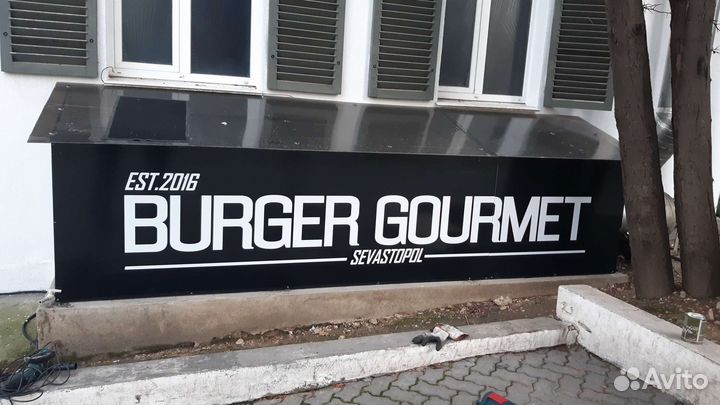 EST.2016
BURGER GOURMET
SEVASTOPOL
Avito